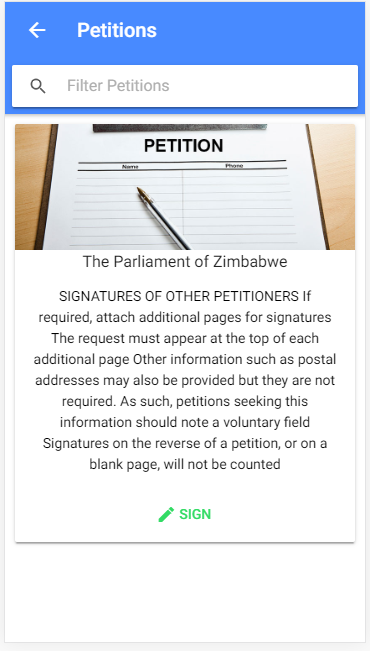 Petitions
Filter Petitions
PETITION
Name Phone
The Parliament of Zimbabwe
SIGNATURES OF OTHER PETITIONERS If
required, attach additional pages for signatures
The request must appear at the top of each
additional page Other information such as postal
addresses may also be provided but they are not
required. As such, petitions seeking this
information should note a voluntary field
Signatures on the reverse of a petition, or on a
blank page, will not be counted
SIGN